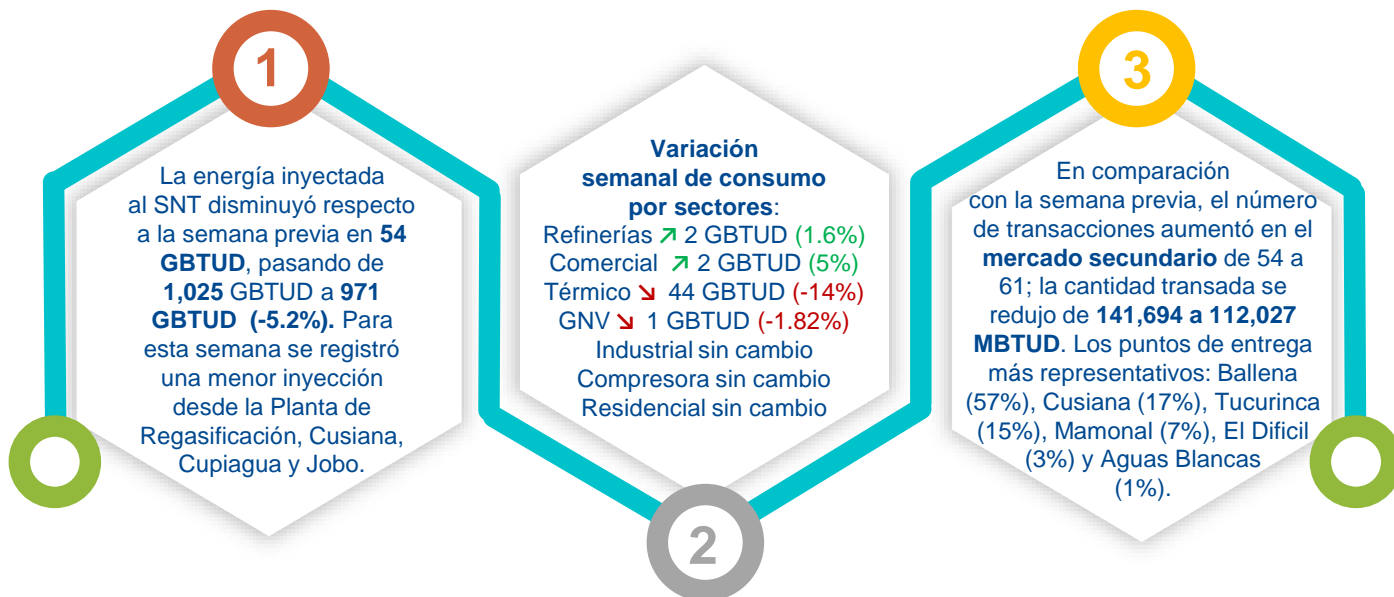 1
La energía inyectada
al SNT disminuyó respecto
a la semana previa en 54
GBTUD, pasando de
1,025 GBTUD a 971
GBTUD (-5.2%). Para
esta semana se registró
una menor inyección
desde la Planta de
Regasificación, Cusiana,
Cupiagua y Jobo.
Variación
semanal de consumo
por sectores:
Refinerías ↗ 2 GBTUD (1.6%)
Comercial ↗ 2 GBTUD (5%)
Térmico ↘ 44 GBTUD (-14%)
GNV ↘ 1 GBTUD (-1.82%)
Industrial sin cambio
Compresora sin cambio
Residencial sin cambio
2
3
En comparación
con la semana previa, el número
de transacciones aumentó en el
mercado secundario de 54 a
61; la cantidad transada se
redujo de 141,694 a 112,027
MBTUD. Los puntos de entrega
más representativos: Ballena
(57%), Cusiana (17%), Tucurinca
(15%), Mamonal (7%), El Dificil
(3%) y Aguas Blancas
(1%).